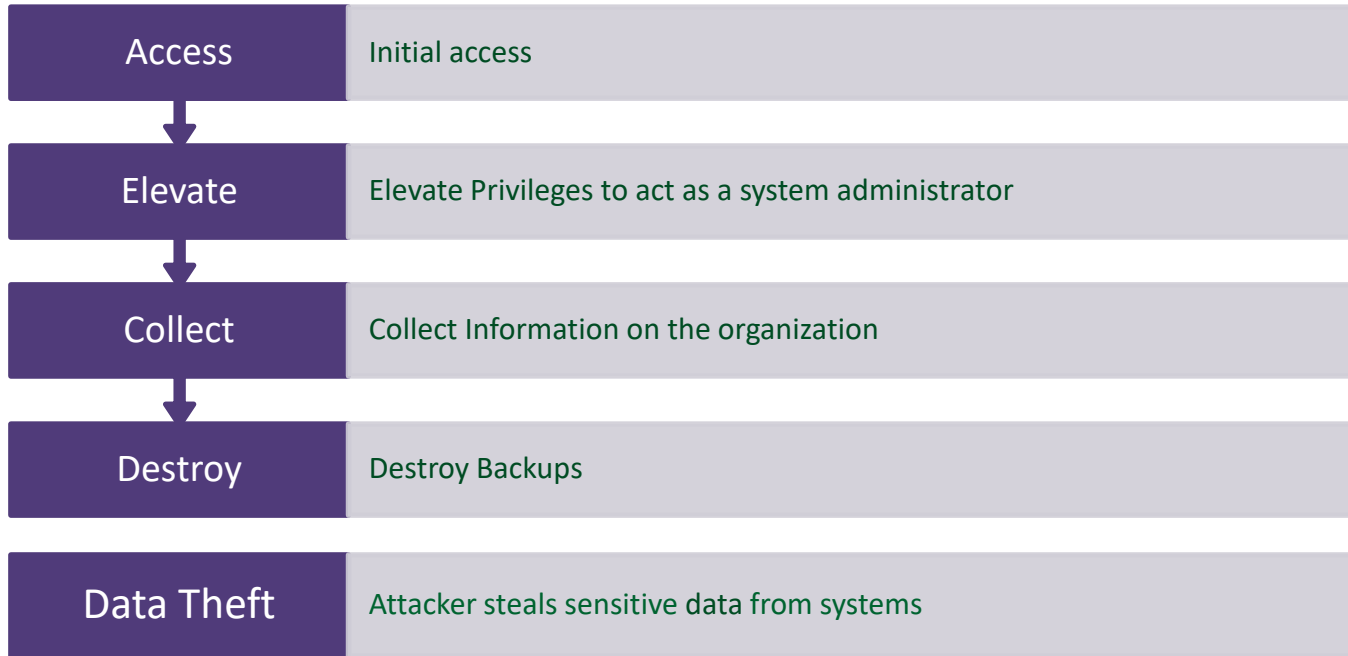 Access
Initial access
Elevate
Elevate Privileges to act as a system administrator
Collect
Collect Information on the organization
Destroy
Destroy Backups
Data Theft
Attacker steals sensitive data from systems